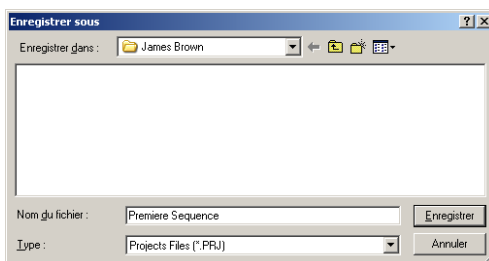 Enregistrer sous
Enregistrer dans : James Brown
Nom du fichier : Premiere Sequence Enregistrer
Type : Projects Files (*.PRJ) Annuler